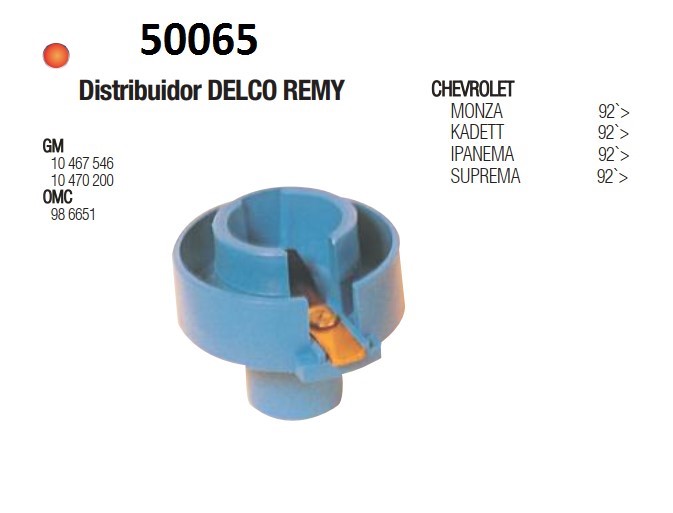 50065
Distribuidor DELCO REMY
GM
10 467 546
10 470 200
OMC
98 6651
CHEVROLET
MONZA 92`>
KADETT 92`>
IPANEMA 92`>
SUPREMA 92`>